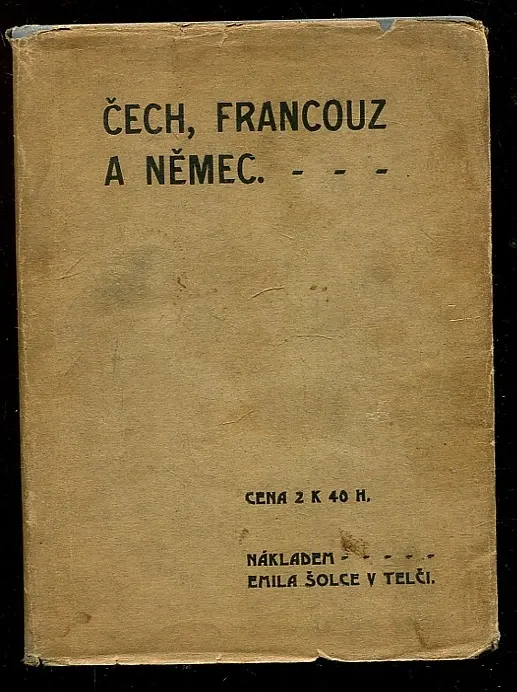 ČECH, FRANCOUZ
A NĚMEC. - - -
CENA 2 K 40 H.
NÁKLADEM - - - - -
EMILA ŠOLCE V TELČI.